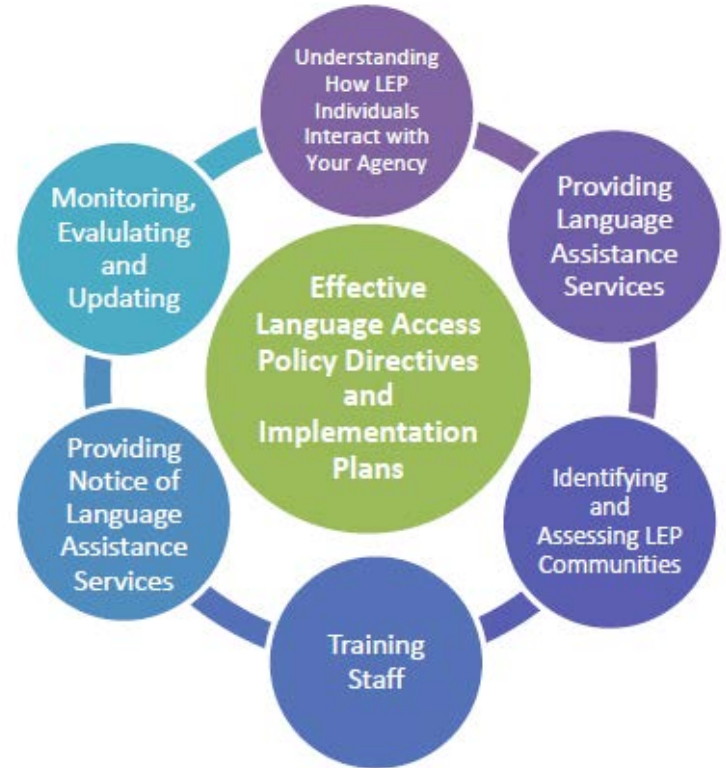 Understanding
How LEP
Individuals
Interact with
Your Agency
Providing
Language
Assistance
Services
Identifying
and
Assessing LEP
Communities
Training
Staff
Providing
Notice of
Language
Assistance
Services
Monitoring,
Evalulating
and
Updating
Effective
Language Access
Policy Directives
and
Implementation
Plans